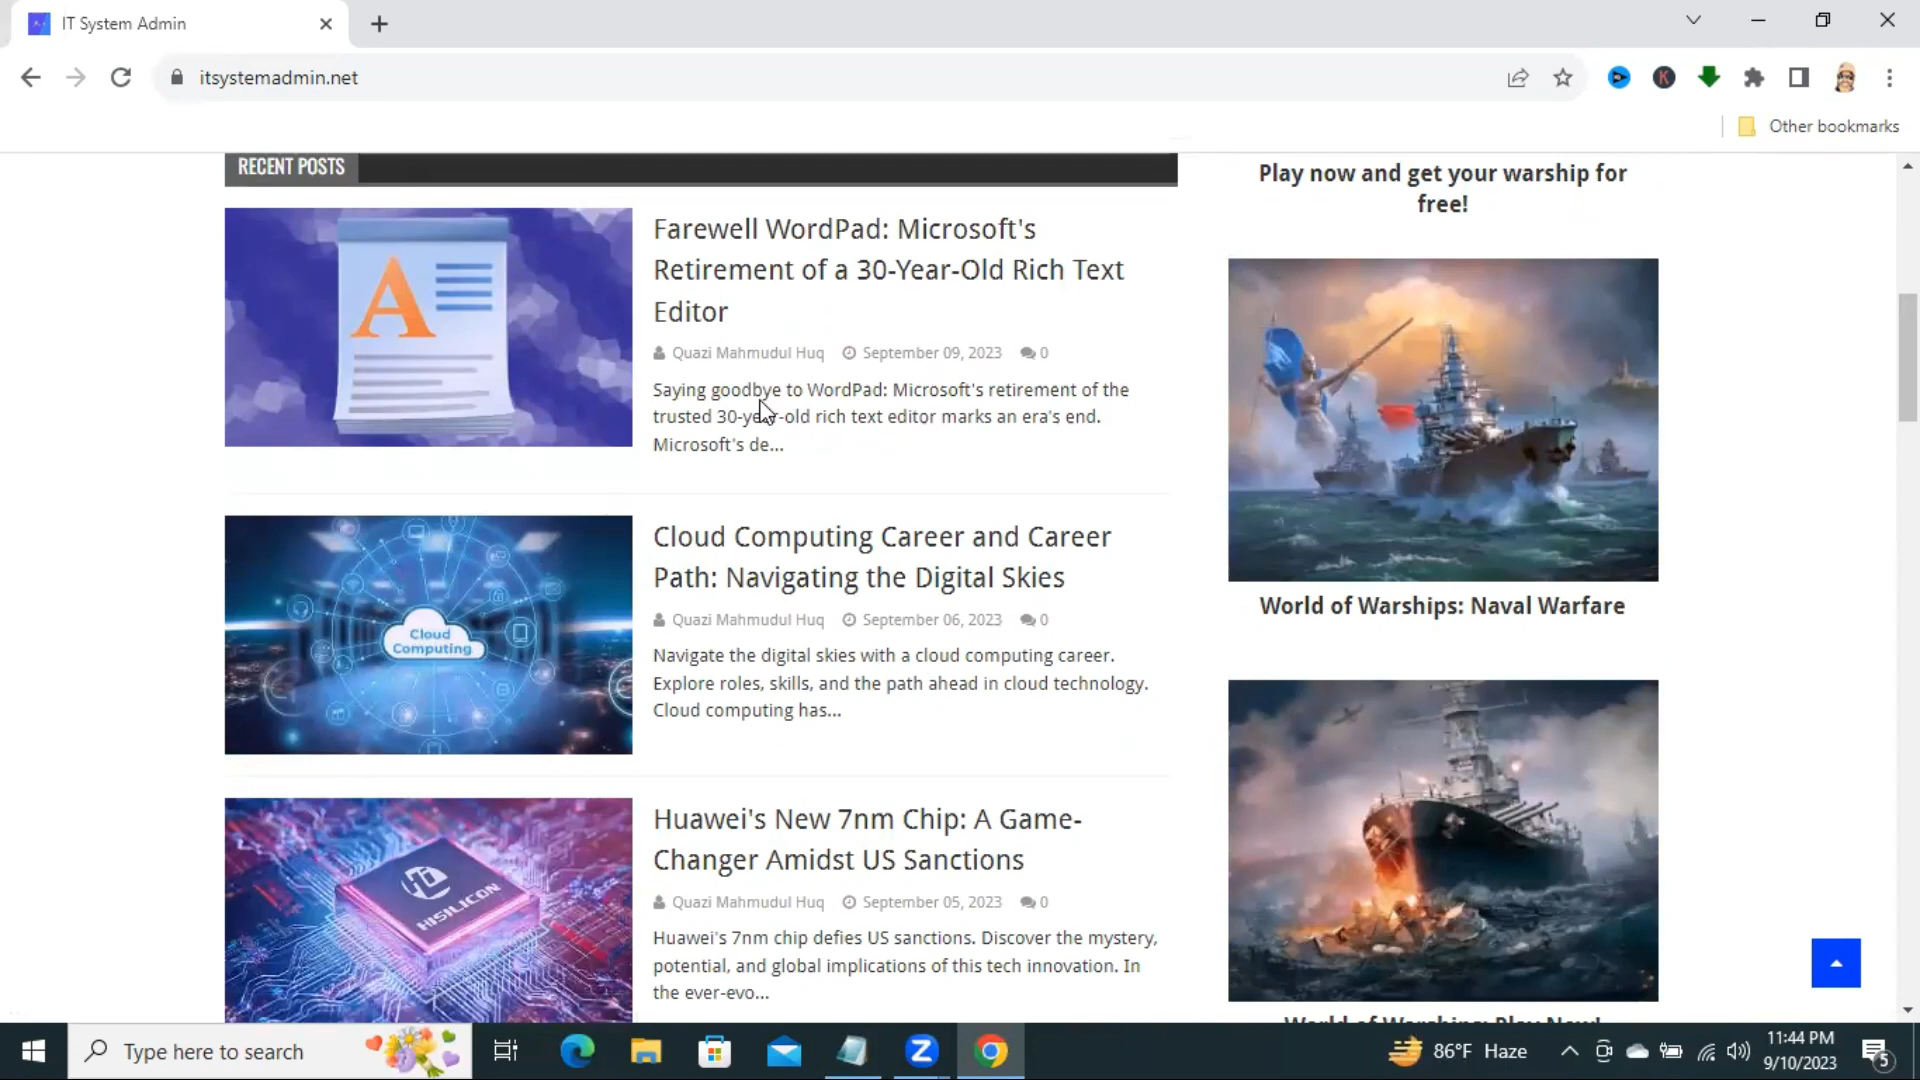 IT System Admin
itsystemadmin.net
Other bookmarks
RECENT POSTS
Farewell WordPad: Microsoft's
Retirement of a 30-Year-Old Rich Text
Editor
Quazi Mahmudul Huq September 09, 2023 0
Saying goodbye to WordPad: Microsoft's retirement of the
trusted 30-year-old rich text editor marks an era's end.
Microsoft's de...
Cloud
Computing
Cloud Computing Career and Career
Path: Navigating the Digital Skies
Quazi Mahmudul Huq September 06, 2023 0
Navigate the digital skies with a cloud computing career.
Explore roles, skills, and the path ahead in cloud technology.
Cloud computing has...
HISILICON
Huawei's New 7nm Chip: A Game-
Changer Amidst US Sanctions
Quazi Mahmudul Huq September 05, 2023 0
Huawei's 7nm chip defies US sanctions. Discover the mystery,
potential, and global implications of this tech innovation. In
the ever-evo...
Play now and get your warship for
free!
World of Warships: Naval Warfare
World of Warships: Play Now!
Type here to search
86°F Haze
11:44 PM
9/10/2023
5